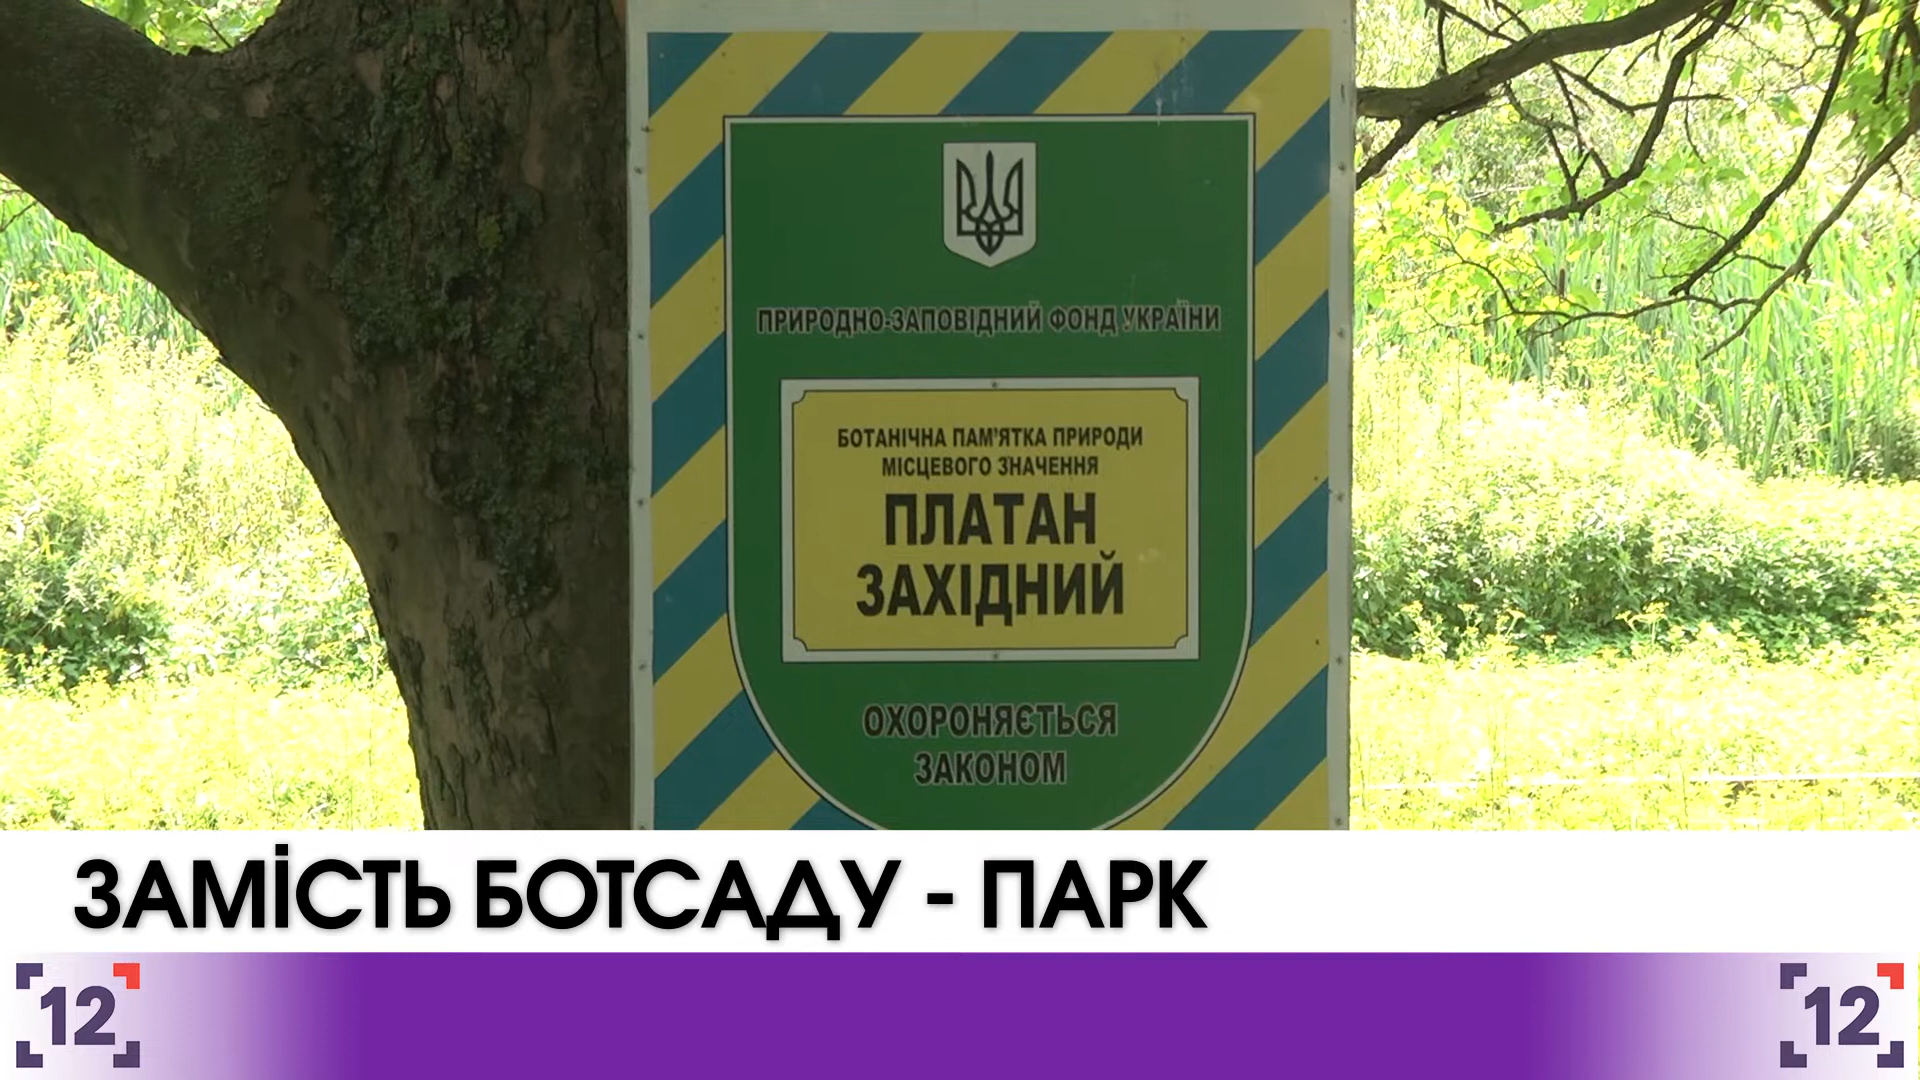 ПРИРОДНО-ЗАПОВІДНИЙ ФОНД УКРАЇНИ
БОТАНІЧНА ПАМ'ЯТКА ПРИРОДИ
МІСЦЕВОГО ЗНАЧЕННЯ
ПЛАТАН
ЗАХІДНИЙ
ОХОРОНЯЄТЬСЯ
ЗАКОНОМ
ЗАМІСТЬ БОТСАДУ - ПАРК
12
12